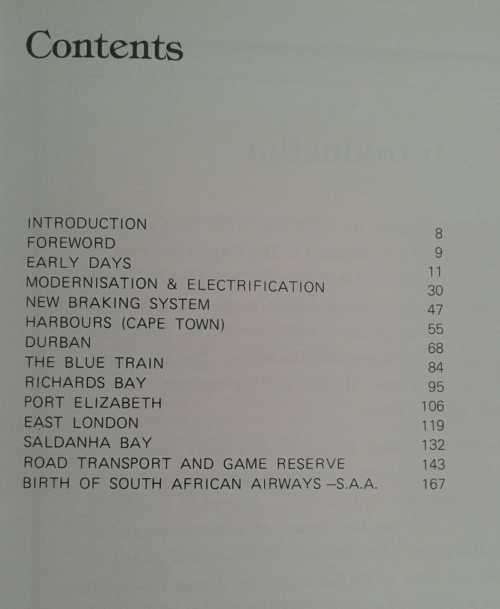 Contents
INTRODUCTION 8
FOREWORD 9
EARLY DAYS 11
MODERNISATION & ELECTRIFICATION 30
NEW BRAKING SYSTEM 47
HARBOURS (CAPE TOWN) 55
DURBAN 68
THE BLUE TRAIN 84
RICHARDS BAY 95
PORT ELIZABETH 106
EAST LONDON 119
SALDANHA BAY 132
ROAD TRANSPORT AND GAME RESERVE 143
BIRTH OF SOUTH AFRICAN AIRWAYS –S.A.A. 167